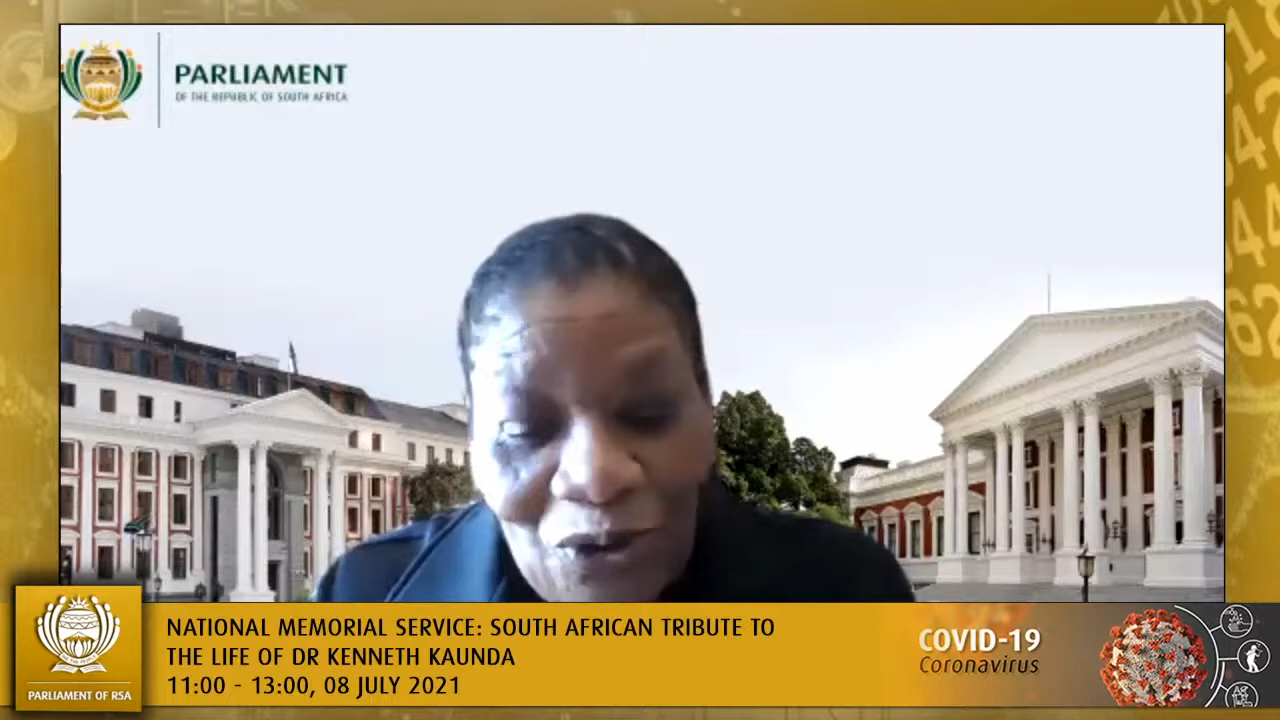 PARLIAMENT
OF THE REPUBLIC OF SOUTH AFRICA
NATIONAL MEMORIAL SERVICE: SOUTH AFRICAN TRIBUTE TO
THE LIFE OF DR KENNETH KAUNDA
11:00 - 13:00, 08 JULY 2021
PARLIAMENT OF RSA
COVID-19
Coronavirus